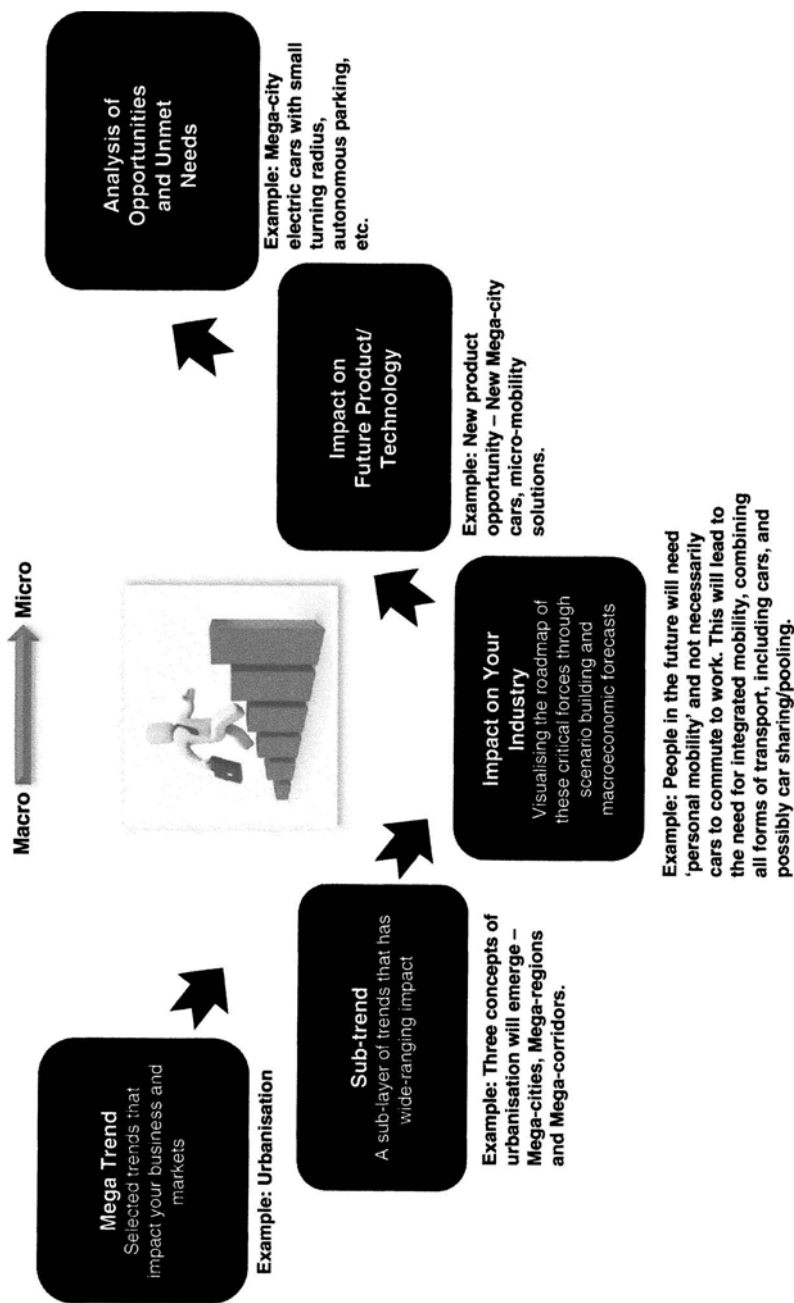 Macro
Micro
Mega Trend
Selected trends that
impact your business and
markets
Example: Urbanisation
Sub-trend
A sub-layer of trends that has
wide-ranging impact
Example: Three concepts of
urbanisation will emerge –
Mega-cities, Mega-regions
and Mega-corridors.
Impact on Your
Industry
Visualising the roadmap of
these critical forces through
scenario building and
macroeconomic forecasts
Example: People in the future will need
‘personal mobility’ and not necessarily
cars to commute to work. This will lead to
the need for integrated mobility, combining
all forms of transport, including cars, and
possibly car sharing/pooling.
Impact on
Future Product/
Technology
Example: New product
opportunity – New Mega-city
cars, micro-mobility
solutions.
Analysis of
Opportunities
and Unmet
Needs
Example: Mega-city
electric cars with small
turning radius,
autonomous parking,
etc.